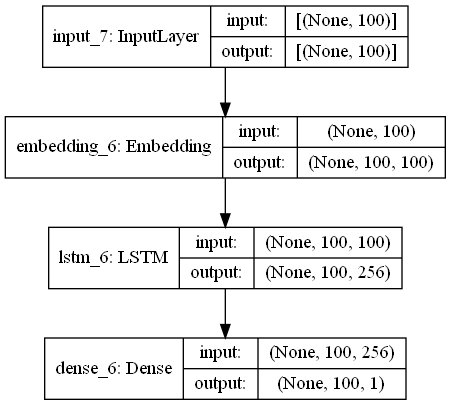 input_7: InputLayer
input: [(None, 100)]
output: [(None, 100)]
embedding_6: Embedding
input: (None, 100)
output: (None, 100, 100)
lstm_6: LSTM
input: (None, 100, 100)
output: (None, 100, 256)
dense_6: Dense
input: (None, 100, 256)
output: (None, 100, 1)